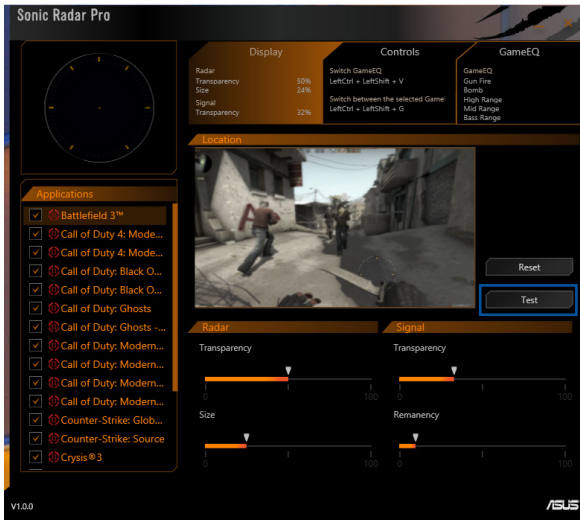 Sonic Radar Pro
Display
Radar
Transparency 50%
Size 24%
Signal
Transparency 32%
Controls
Switch GameEQ
LeftCtrl + LeftShift + V
Switch between the selected Game
LeftCtrl + LeftShift + G
GameEQ
GameEQ
Gun Fire
Bomb
High Range
Mid Range
Bass Range
Location
Applications
Battlefield 3™
Call of Duty 4: Mode...
Call of Duty 4: Mode...
Call of Duty: Black O...
Call of Duty: Black O...
Call of Duty: Ghosts
Call of Duty: Ghosts -...
Call of Duty: Modern...
Call of Duty: Modern...
Call of Duty: Modern...
Call of Duty: Modern...
Counter-Strike: Glob...
Counter-Strike: Source
Crysis®3
Reset
Test
Radar
Transparency
0 100
Size
0 100
Signal
Transparency
0 100
Remanency
0 100
V1.0.0
ASUS